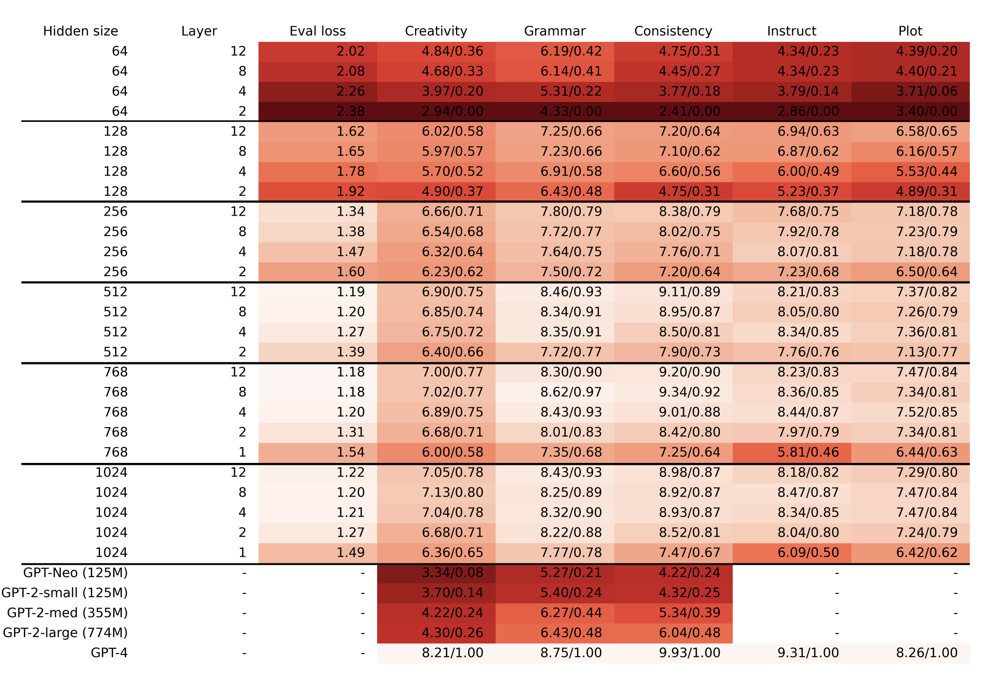 Hidden size Layer Eval loss Creativity Grammar Consistency Instruct Plot
64 12 2.02 4.84/0.36 6.19/0.42 4.75/0.31 4.34/0.23 4.39/0.20
64 8 2.08 4.68/0.33 6.14/0.41 4.45/0.27 4.34/0.23 4.40/0.21
64 4 2.26 3.97/0.20 5.31/0.22 3.77/0.18 3.79/0.14 3.71/0.06
64 2 2.38 2.94/0.00 4.33/0.00 2.41/0.00 2.86/0.00 3.40/0.00
128 12 1.62 6.02/0.58 7.25/0.66 7.20/0.64 6.94/0.63 6.58/0.65
128 8 1.65 5.97/0.57 7.23/0.66 7.10/0.62 6.87/0.62 6.16/0.57
128 4 1.78 5.70/0.52 6.91/0.58 6.60/0.56 6.00/0.49 5.53/0.44
128 2 1.92 4.90/0.37 6.43/0.48 4.75/0.31 5.23/0.37 4.89/0.31
256 12 1.34 6.66/0.71 7.80/0.79 8.38/0.79 7.68/0.75 7.18/0.78
256 8 1.38 6.54/0.68 7.72/0.77 8.02/0.75 7.92/0.78 7.23/0.79
256 4 1.47 6.32/0.64 7.64/0.75 7.76/0.71 8.07/0.81 7.18/0.78
256 2 1.60 6.23/0.62 7.50/0.72 7.20/0.64 7.23/0.68 6.50/0.64
512 12 1.19 6.90/0.75 8.46/0.93 9.11/0.89 8.21/0.83 7.37/0.82
512 8 1.20 6.85/0.74 8.34/0.91 8.95/0.87 8.05/0.80 7.26/0.79
512 4 1.27 6.75/0.72 8.35/0.91 8.50/0.81 8.34/0.85 7.36/0.81
512 2 1.39 6.40/0.66 7.72/0.77 7.90/0.73 7.76/0.76 7.13/0.77
768 12 1.18 7.00/0.77 8.30/0.90 9.20/0.90 8.23/0.83 7.47/0.84
768 8 1.18 7.02/0.77 8.62/0.97 9.34/0.92 8.36/0.85 7.34/0.81
768 4 1.20 6.89/0.75 8.43/0.93 9.01/0.88 8.44/0.87 7.52/0.85
768 2 1.31 6.68/0.71 8.01/0.83 8.42/0.80 7.97/0.79 7.34/0.81
768 1 1.54 6.00/0.58 7.35/0.68 7.25/0.64 5.81/0.46 6.44/0.63
1024 12 1.22 7.05/0.78 8.43/0.93 8.98/0.87 8.18/0.82 7.29/0.80
1024 8 1.20 7.13/0.80 8.25/0.89 8.92/0.87 8.47/0.87 7.47/0.84
1024 4 1.21 7.04/0.78 8.32/0.90 8.93/0.87 8.34/0.85 7.47/0.84
1024 2 1.27 6.68/0.71 8.22/0.88 8.52/0.81 8.04/0.80 7.24/0.79
1024 1 1.49 6.36/0.65 7.77/0.78 7.47/0.67 6.09/0.50 6.42/0.62
GPT-Neo (125M) - - 3.34/0.08 5.27/0.21 4.22/0.24 - -
GPT-2-small (125M) - - 3.70/0.14 5.40/0.24 4.32/0.25 - -
GPT-2-med (355M) - - 4.22/0.24 6.27/0.44 5.34/0.39 - -
GPT-2-large (774M) - - 4.30/0.26 6.43/0.48 6.04/0.48 - -
GPT-4 - - 8.21/1.00 8.75/1.00 9.93/1.00 9.31/1.00 8.26/1.00